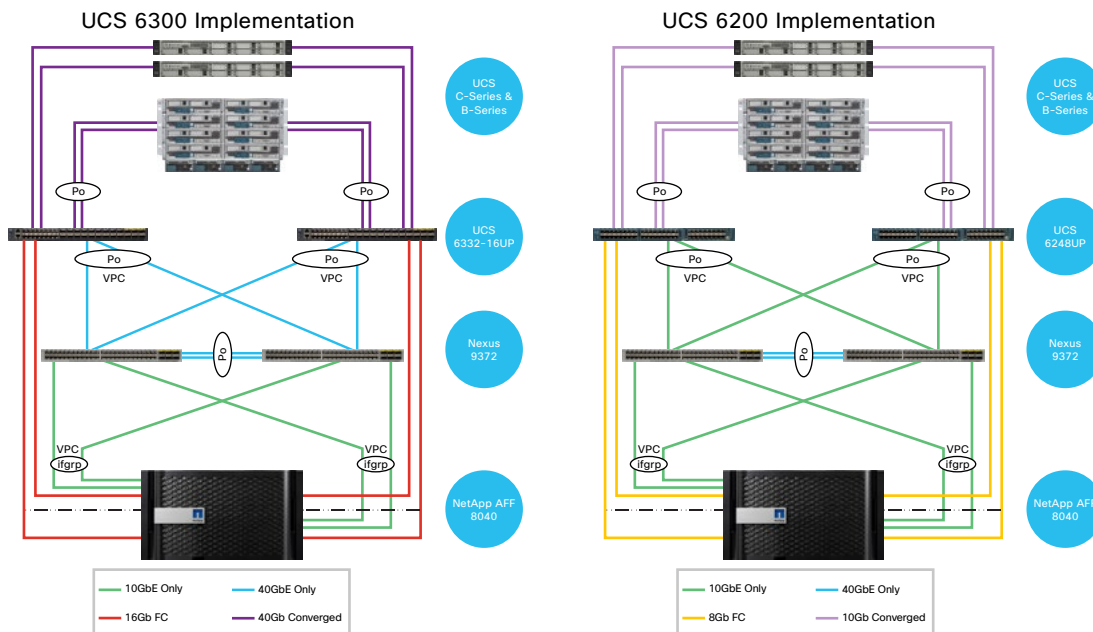 UCS 6300 Implementation
UCS
C-Series &
B-Series
Po
Po
UCS
6332-16UP
Po
VPC
Po
VPC
Po
Nexus
9372
VPC
ifgrp
VPC
ifgrp
NetApp AFF
8040
10GbE Only
40GbE Only
16Gb FC
40Gb Converged
UCS 6200 Implementation
UCS
C-Series &
B-Series
Po
Po
UCS
6248UP
Po
VPC
Po
VPC
Po
Nexus
9372
VPC
ifgrp
VPC
ifgrp
NetApp AFF
8040
10GbE Only
40GbE Only
8Gb FC
10Gb Converged